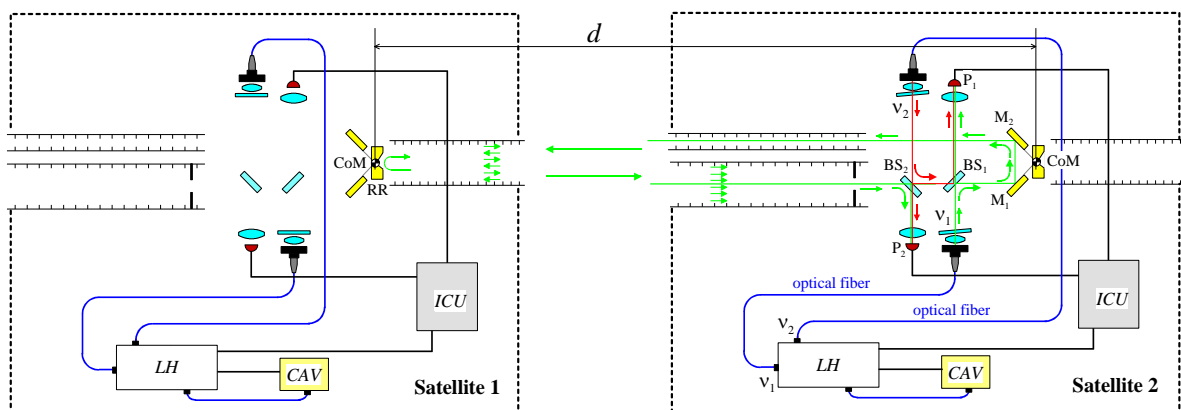 d
P₁
ν₂
M₂
CoM
RR
BS₂
BS₁
CoM
M₁
ν₁
P₂
ICU
optical fiber
optical fiber
ICU
ν₂
LH
CAV
Satellite 1
ν₁
LH
CAV
Satellite 2